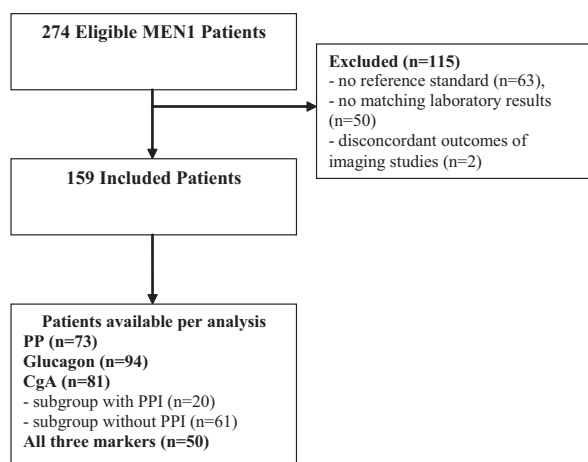 274 Eligible MEN1 Patients
Excluded (n=115)
- no reference standard (n=63),
- no matching laboratory results
(n=50)
- disconcordant outcomes of
imaging studies (n=2)
159 Included Patients
Patients available per analysis
PP (n=73)
Glucagon (n=94)
CgA (n=81)
- subgroup with PPI (n=20)
- subgroup without PPI (n=61)
All three markers (n=50)